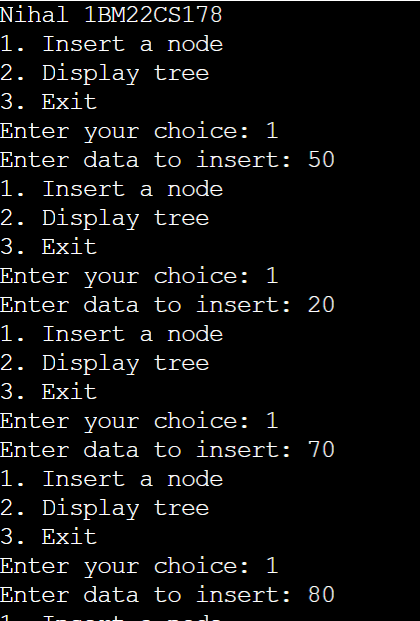 Nihal 1BM22CS178
1. Insert a node
2. Display tree
3. Exit
Enter your choice: 1
Enter data to insert: 50
1. Insert a node
2. Display tree
3. Exit
Enter your choice: 1
Enter data to insert: 20
1. Insert a node
2. Display tree
3. Exit
Enter your choice: 1
Enter data to insert: 70
1. Insert a node
2. Display tree
3. Exit
Enter your choice: 1
Enter data to insert: 80
1. Insert a node